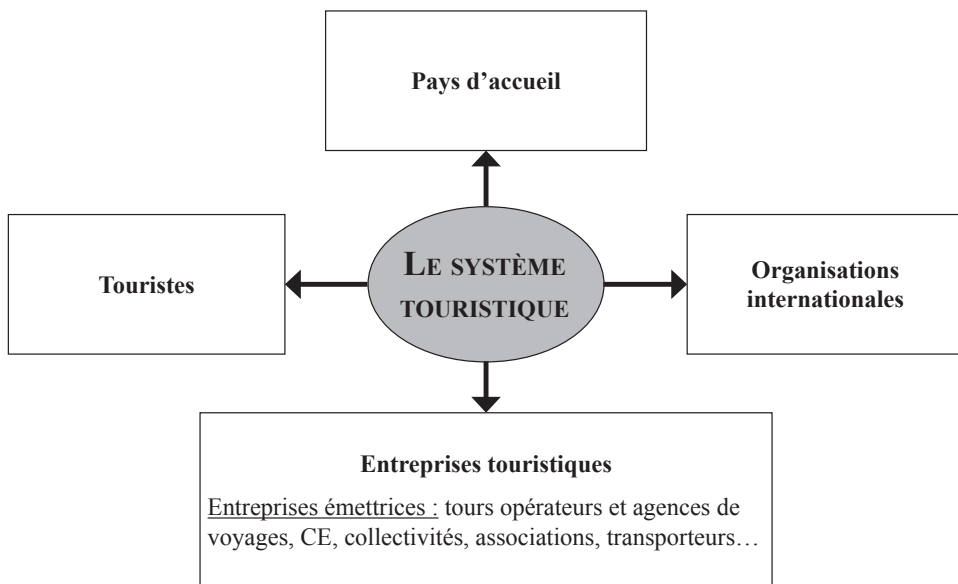 Pays d’accueil
Touristes
LE SYSTÈME
TOURISTIQUE
Organisations
internationales
Entreprises touristiques
Entreprises émettrices : tours opérateurs et agences de
voyages, CE, collectivités, associations, transporteurs…